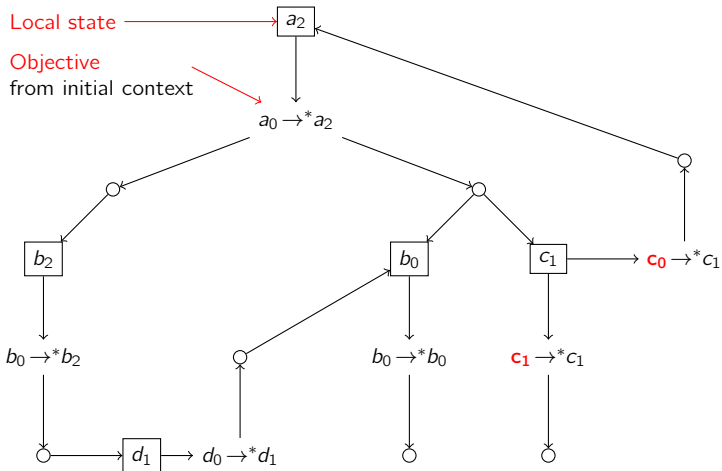 Local state
a₂
Objective
from initial context
a₀ →* a₂
b₂
b₀
c₁
c₀ →* c₁
b₀ →* b₂
b₀ →* b₀
c₁ →* c₁
d₁
d₀ →* d₁